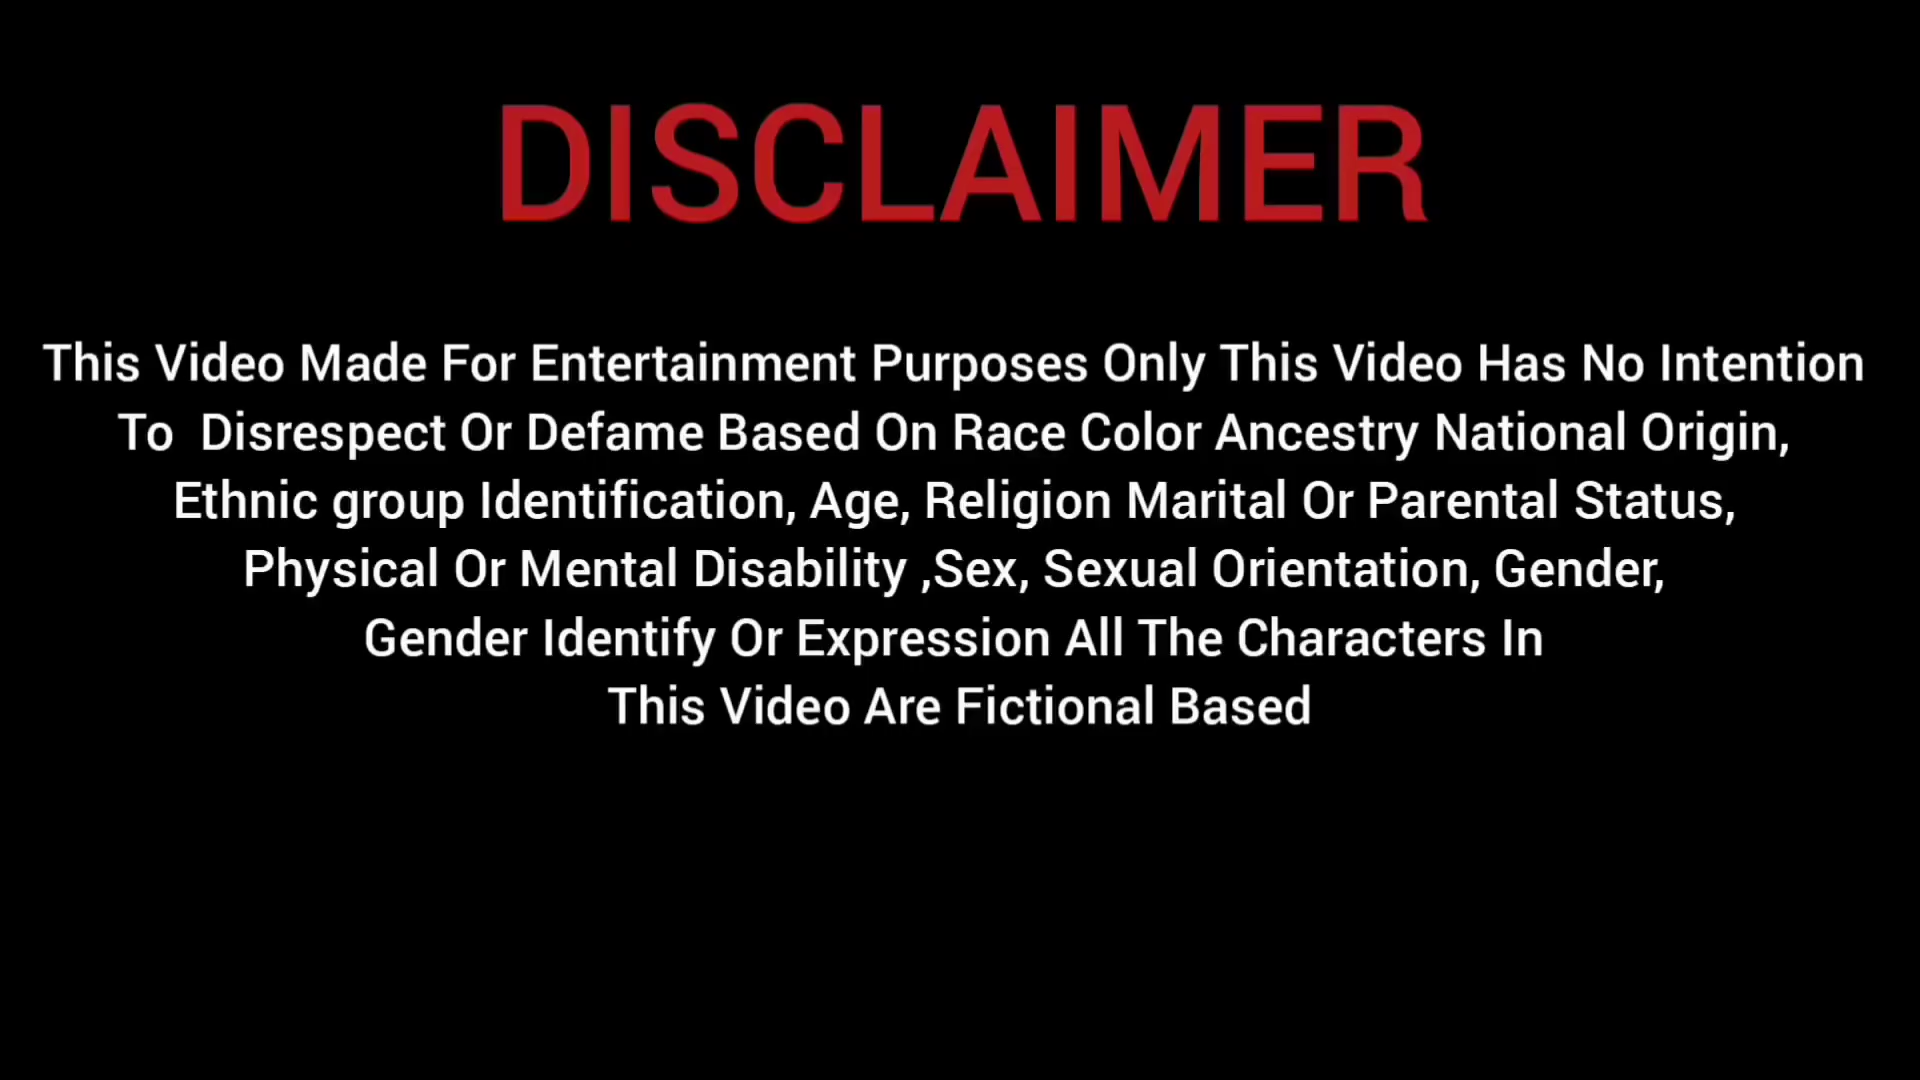 DISCLAIMER
This Video Made For Entertainment Purposes Only This Video Has No Intention
To  Disrespect Or Defame Based On Race Color Ancestry National Origin,
Ethnic group Identification, Age, Religion Marital Or Parental Status,
Physical Or Mental Disability ,Sex, Sexual Orientation, Gender,
Gender Identify Or Expression All The Characters In
This Video Are Fictional Based